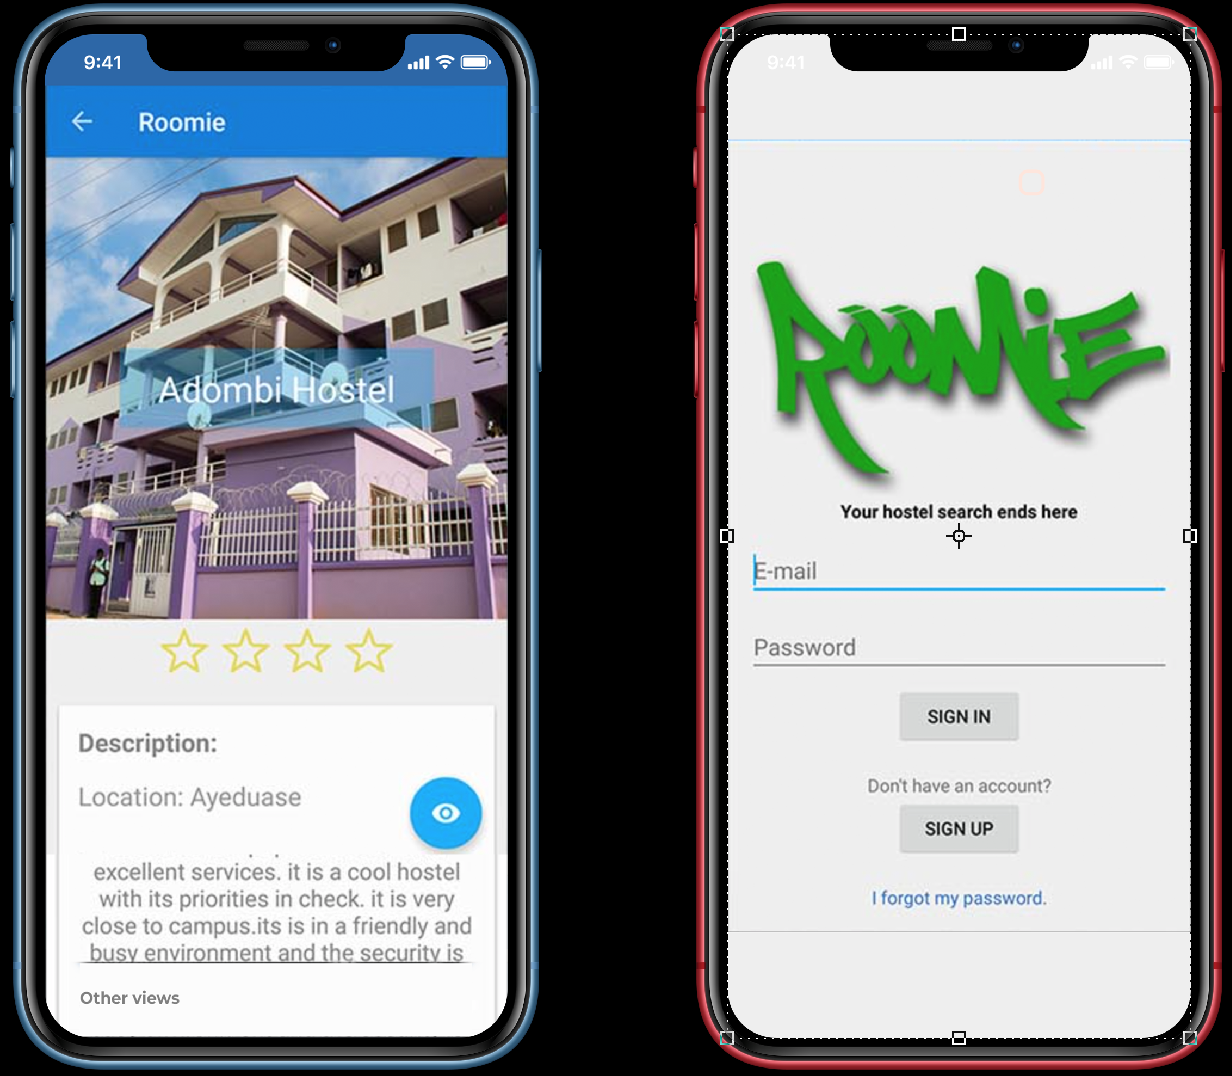 9:41
Roomie
Adombi Hostel
Description:
Location: Ayeduase
excellent services. it is a cool hostel
with its priorities in check. it is very
close to campus.its is in a friendly and
busy environment and the security is
Other views
9:41
ROOMIE
Your hostel search ends here
E-mail
Password
SIGN IN
Don't have an account?
SIGN UP
I forgot my password.